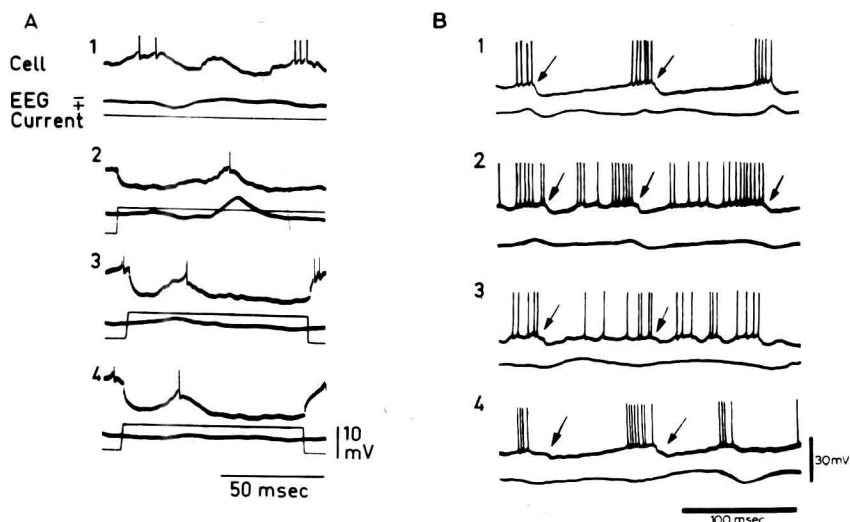 A
1
Cell
EEG ∓
Current
2
3
4
10
mV
50 msec
B
1
2
3
4
30mV
100 msec